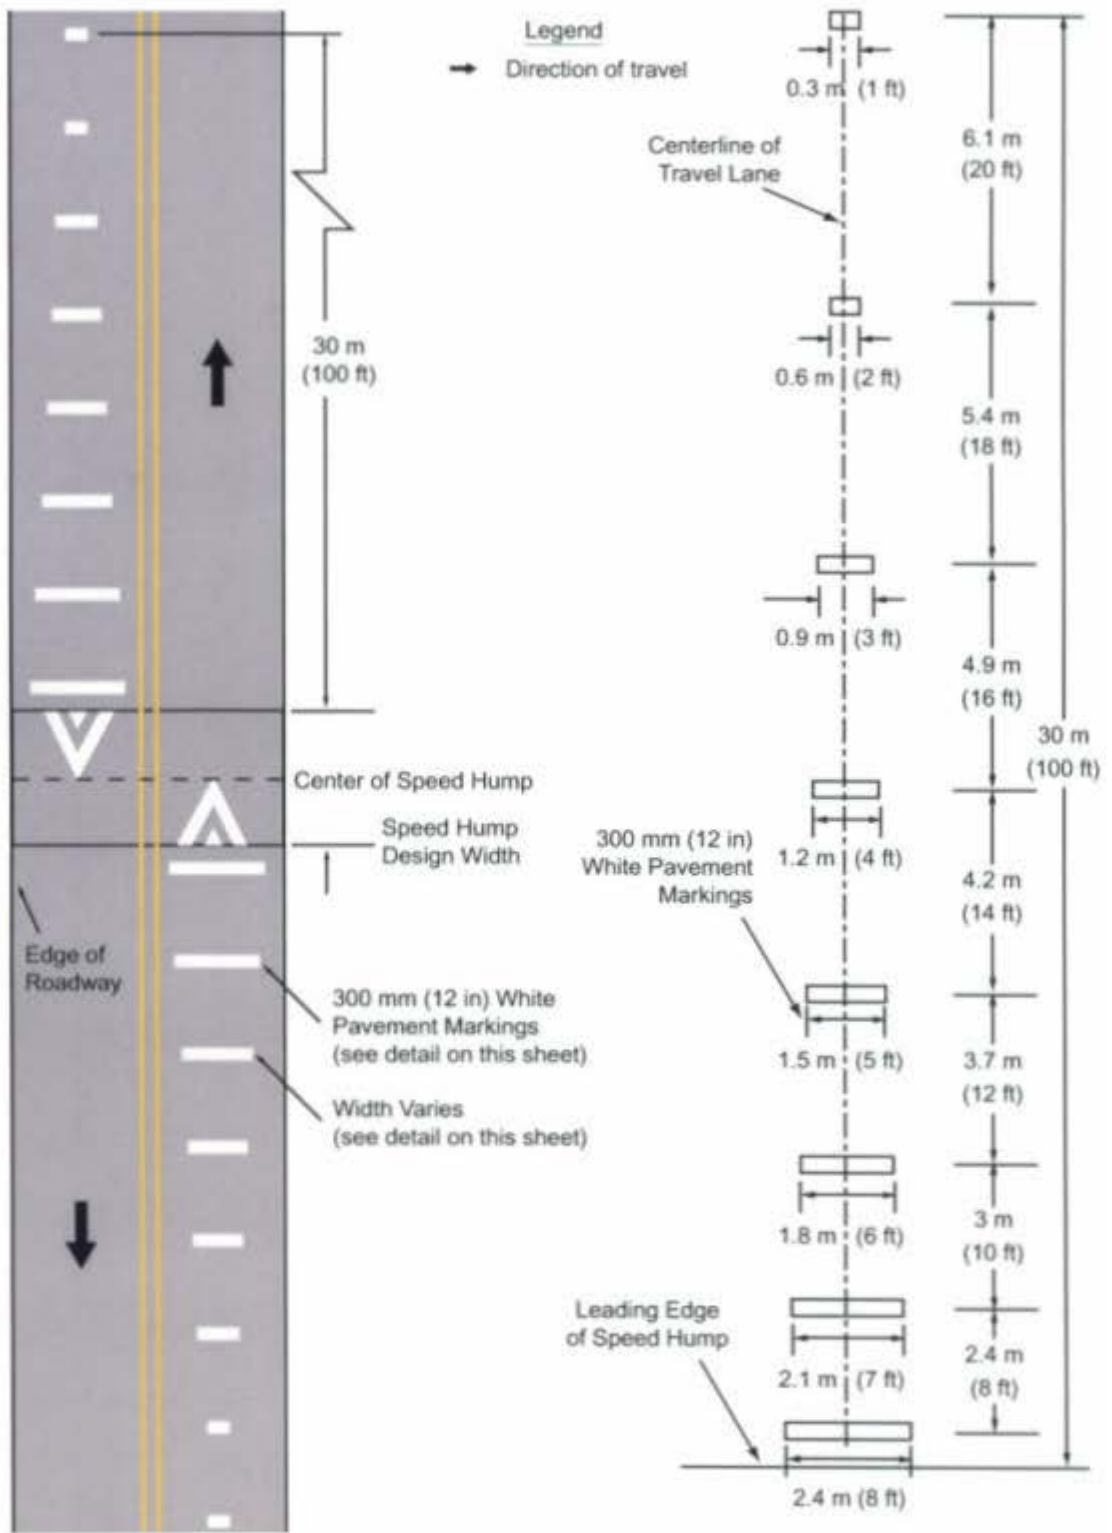 Legend
Direction of travel
30 m
(100 ft)
Center of Speed Hump
Speed Hump
Design Width
Edge of
Roadway
300 mm (12 in) White
Pavement Markings
(see detail on this sheet)
Width Varies
(see detail on this sheet)
0.3 m (1 ft)
Centerline of
Travel Lane
6.1 m
(20 ft)
0.6 m (2 ft)
5.4 m
(18 ft)
0.9 m (3 ft)
4.9 m
(16 ft)
30 m
(100 ft)
300 mm (12 in)
White Pavement
Markings
1.2 m (4 ft)
4.2 m
(14 ft)
1.5 m (5 ft)
3.7 m
(12 ft)
1.8 m (6 ft)
3 m
(10 ft)
Leading Edge
of Speed Hump
2.1 m (7 ft)
2.4 m
(8 ft)
2.4 m (8 ft)